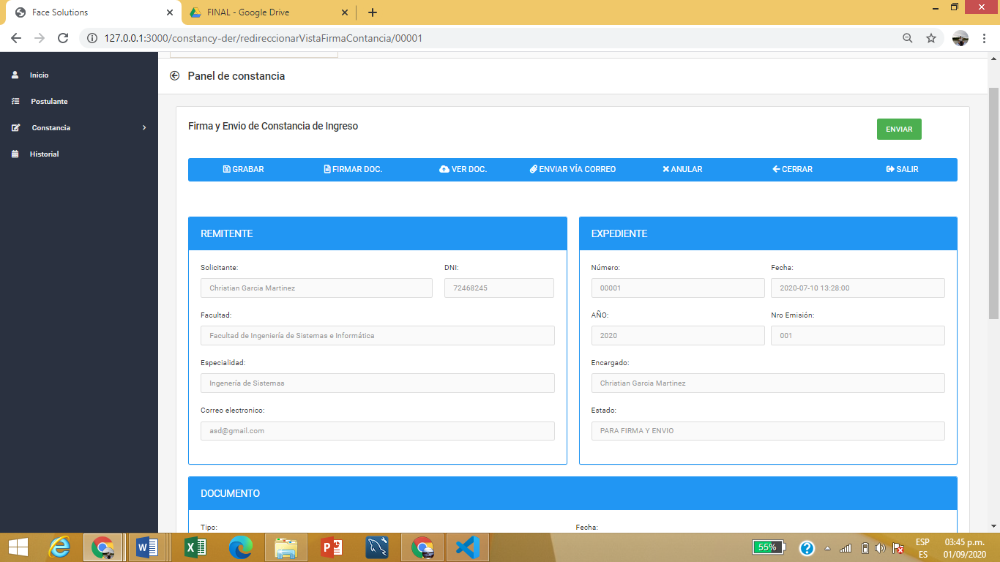 Face Solutions
FINAL - Google Drive
127.0.0.1:3000/constancy-der/redireccionarVistaFirmaContancia/00001
Inicio
Postulante
Constancia
Historial
Panel de constancia
Firma y Envio de Constancia de Ingreso
ENVIAR
GRABAR FIRMAR DOC. VER DOC. ENVIAR VÍA CORREO ANULAR CERRAR SALIR
REMITENTE
Solicitante: DNI:
Christian Garcia Martinez 72468245
Facultad:
Facultad de Ingeniería de Sistemas e Informática
Especialidad:
Ingenería de Sistemas
Correo electronico:
asd@gmail.com
EXPEDIENTE
Número: Fecha:
00001 2020-07-10 13:28:00
AÑO: Nro Emisión:
2020 001
Encargado:
Christian Garcia Martinez
Estado:
PARA FIRMA Y ENVIO
DOCUMENTO
Tipo: Fecha:
55%
ESP 03:45 p.m.
ES 01/09/2020